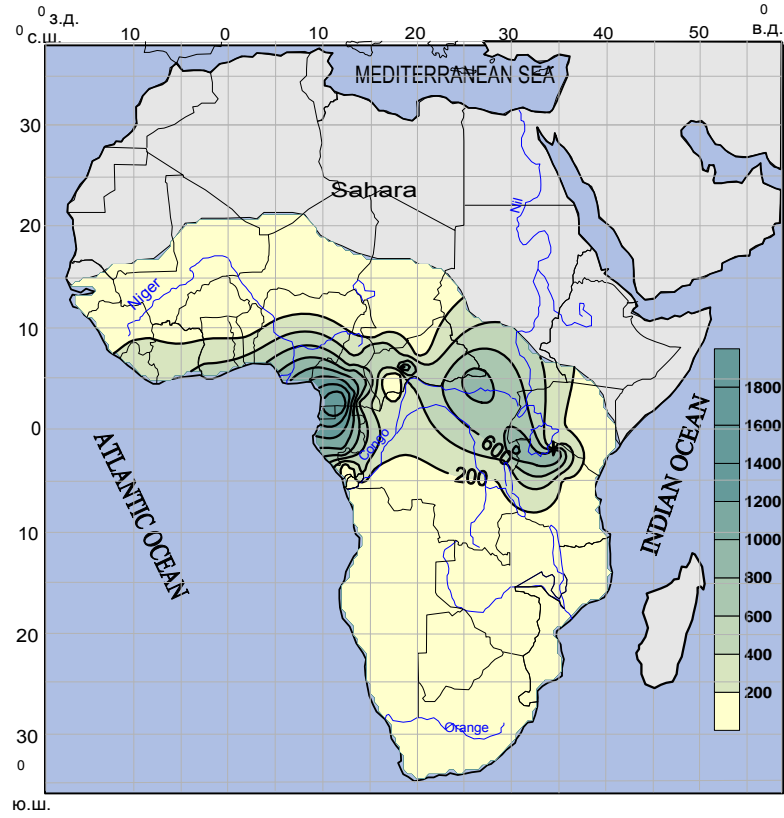 0 з.д.
0 с.ш.
10 0 10 20 30 40 50
0
в.д.
MEDITERRANEAN SEA
30
Sahara
20
Nil
Niger
10
1800
1600
1400
1200
1000
800
600
400
200
0
Congo
600
200
ATLANTIC OCEAN
INDIAN OCEAN
10
20
30
Orange
0
ю.ш.